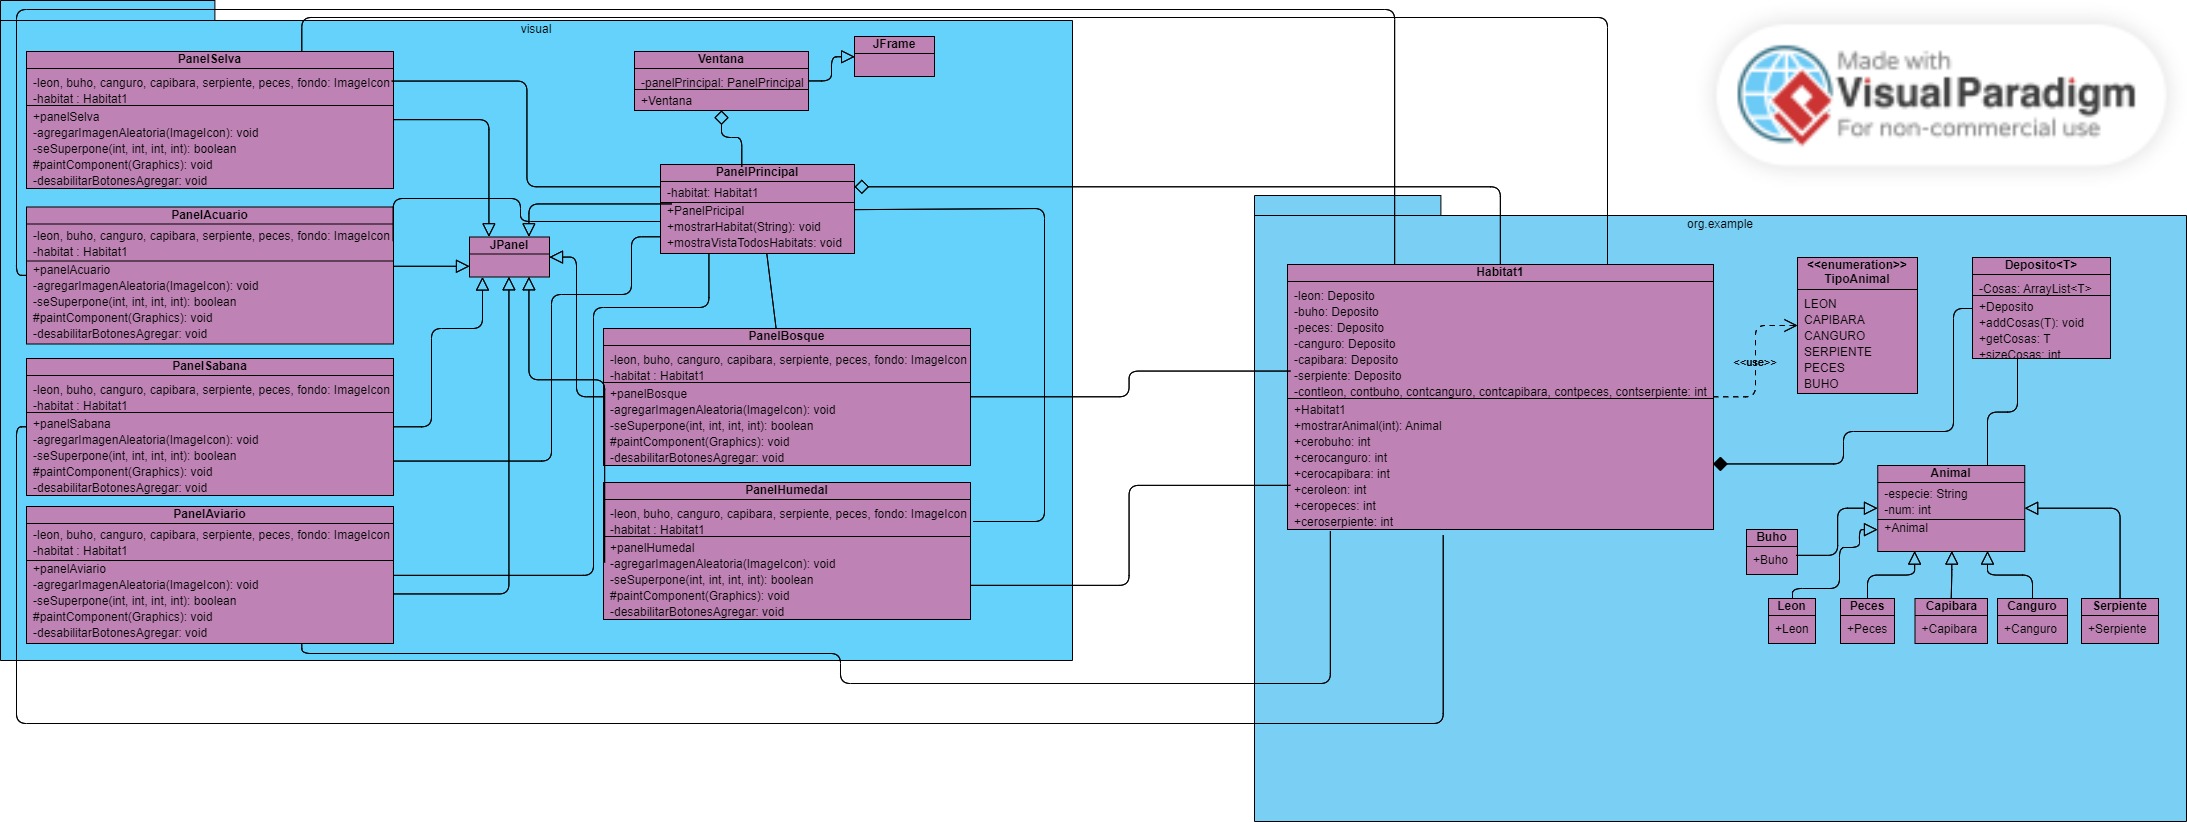 visual
PanelSelva
-leon, buho, canguro, capibara, serpiente, peces, fondo: ImageIcon
-habitat : Habitat1
+panelSelva
-agregarImagenAleatoria(ImageIcon): void
-seSuperpone(int, int, int, int): boolean
#paintComponent(Graphics): void
-desabilitarBotonesAgregar: void
PanelAcuario
-leon, buho, canguro, capibara, serpiente, peces, fondo: ImageIcon
-habitat : Habitat1
+panelAcuario
-agregarImagenAleatoria(ImageIcon): void
-seSuperpone(int, int, int, int): boolean
#paintComponent(Graphics): void
-desabilitarBotonesAgregar: void
PanelSabana
-leon, buho, canguro, capibara, serpiente, peces, fondo: ImageIcon
-habitat : Habitat1
+panelSabana
-agregarImagenAleatoria(ImageIcon): void
-seSuperpone(int, int, int, int): boolean
#paintComponent(Graphics): void
-desabilitarBotonesAgregar: void
PanelAviario
-leon, buho, canguro, capibara, serpiente, peces, fondo: ImageIcon
-habitat : Habitat1
+panelAviario
-agregarImagenAleatoria(ImageIcon): void
-seSuperpone(int, int, int, int): boolean
#paintComponent(Graphics): void
-desabilitarBotonesAgregar: void
JPanel
Ventana
-panelPrincipal: PanelPrincipal
+Ventana
JFrame
PanelPrincipal
-habitat: Habitat1
+PanelPricipal
+mostrarHabitat(String): void
+mostraVistaTodosHabitats: void
PanelBosque
-leon, buho, canguro, capibara, serpiente, peces, fondo: ImageIcon
-habitat : Habitat1
+panelBosque
-agregarImagenAleatoria(ImageIcon): void
-seSuperpone(int, int, int, int): boolean
#paintComponent(Graphics): void
-desabilitarBotonesAgregar: void
PanelHumedal
-leon, buho, canguro, capibara, serpiente, peces, fondo: ImageIcon
-habitat : Habitat1
+panelHumedal
-agregarImagenAleatoria(ImageIcon): void
-seSuperpone(int, int, int, int): boolean
#paintComponent(Graphics): void
-desabilitarBotonesAgregar: void
Made with
Visual Paradigm
For non-commercial use
org.example
Habitat1
-leon: Deposito
-buho: Deposito
-peces: Deposito
-canguro: Deposito
-capibara: Deposito
-serpiente: Deposito
-contleon, contbuho, contcanguro, contcapibara, contpeces, contserpiente: int
+Habitat1
+mostrarAnimal(int): Animal
+cerobuho: int
+cerocanguro: int
+cerocapibara: int
+ceroleon: int
+ceropeces: int
+ceroserpiente: int
<<use>>
<<enumeration>>
TipoAnimal
LEON
CAPIBARA
CANGURO
SERPIENTE
PECES
BUHO
Deposito<T>
-Cosas: ArrayList<T>
+Deposito
+addCosas(T): void
+getCosas: T
+sizeCosas: int
Animal
-especie: String
-num: int
+Animal
Buho
+Buho
Leon
+Leon
Peces
+Peces
Capibara
+Capibara
Canguro
+Canguro
Serpiente
+Serpiente